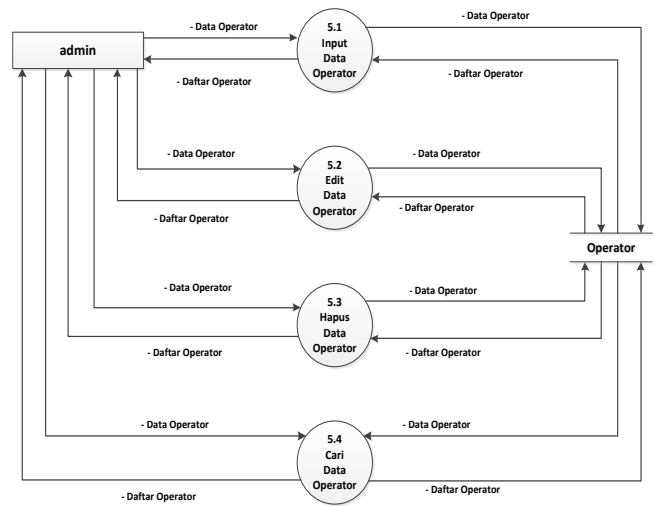 - Data Operator
- Data Operator
5.1
Input
Data
Operator
admin
- Daftar Operator
- Daftar Operator
- Data Operator
- Data Operator
5.2
Edit
Data
Operator
- Daftar Operator
- Daftar Operator
Operator
- Data Operator
- Data Operator
5.3
Hapus
Data
Operator
- Daftar Operator
- Daftar Operator
- Data Operator
- Data Operator
5.4
Cari
Data
Operator
- Daftar Operator
- Daftar Operator